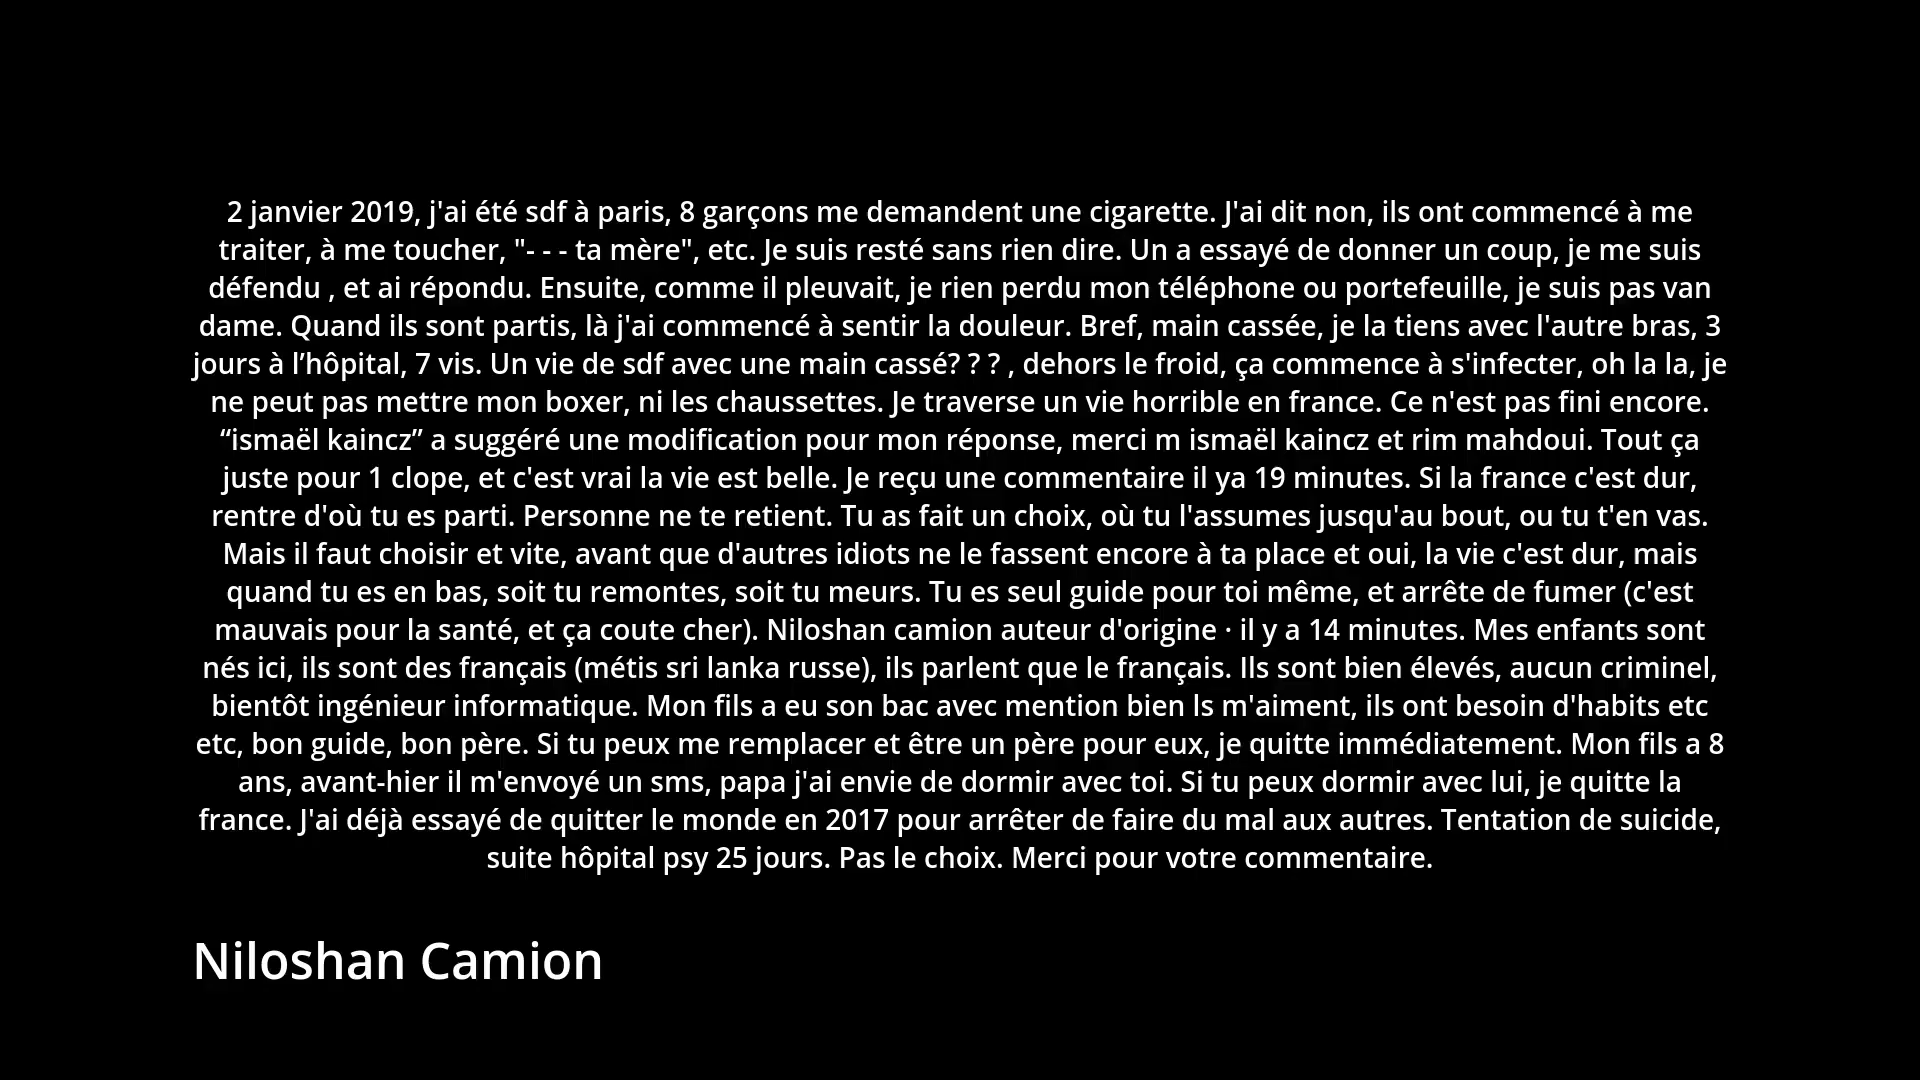 2 janvier 2019, j'ai été sdf à paris, 8 garçons me demandent une cigarette. J'ai dit non, ils ont commencé à me
traiter, à me toucher, "- - - ta mère", etc. Je suis resté sans rien dire. Un a essayé de donner un coup, je me suis
défendu , et ai répondu. Ensuite, comme il pleuvait, je rien perdu mon téléphone ou portefeuille, je suis pas van
dame. Quand ils sont partis, là j'ai commencé à sentir la douleur. Bref, main cassée, je la tiens avec l'autre bras, 3
jours à l’hôpital, 7 vis. Un vie de sdf avec une main cassé? ? ? , dehors le froid, ça commence à s'infecter, oh la la, je
ne peut pas mettre mon boxer, ni les chaussettes. Je traverse un vie horrible en france. Ce n'est pas fini encore.
“ismaël kaincz” a suggéré une modification pour mon réponse, merci m ismaël kaincz et rim mahdoui. Tout ça
juste pour 1 clope, et c'est vrai la vie est belle. Je reçu une commentaire il ya 19 minutes. Si la france c'est dur,
rentre d'où tu es parti. Personne ne te retient. Tu as fait un choix, où tu l'assumes jusqu'au bout, ou tu t'en vas.
Mais il faut choisir et vite, avant que d'autres idiots ne le fassent encore à ta place et oui, la vie c'est dur, mais
quand tu es en bas, soit tu remontes, soit tu meurs. Tu es seul guide pour toi même, et arrête de fumer (c'est
mauvais pour la santé, et ça coute cher). Niloshan camion auteur d'origine · il y a 14 minutes. Mes enfants sont
nés ici, ils sont des français (métis sri lanka russe), ils parlent que le français. Ils sont bien élevés, aucun criminel,
bientôt ingénieur informatique. Mon fils a eu son bac avec mention bien ls m'aiment, ils ont besoin d'habits etc
etc, bon guide, bon père. Si tu peux me remplacer et être un père pour eux, je quitte immédiatement. Mon fils a 8
ans, avant-hier il m'envoyé un sms, papa j'ai envie de dormir avec toi. Si tu peux dormir avec lui, je quitte la
france. J'ai déjà essayé de quitter le monde en 2017 pour arrêter de faire du mal aux autres. Tentation de suicide,
suite hôpital psy 25 jours. Pas le choix. Merci pour votre commentaire.
Niloshan Camion